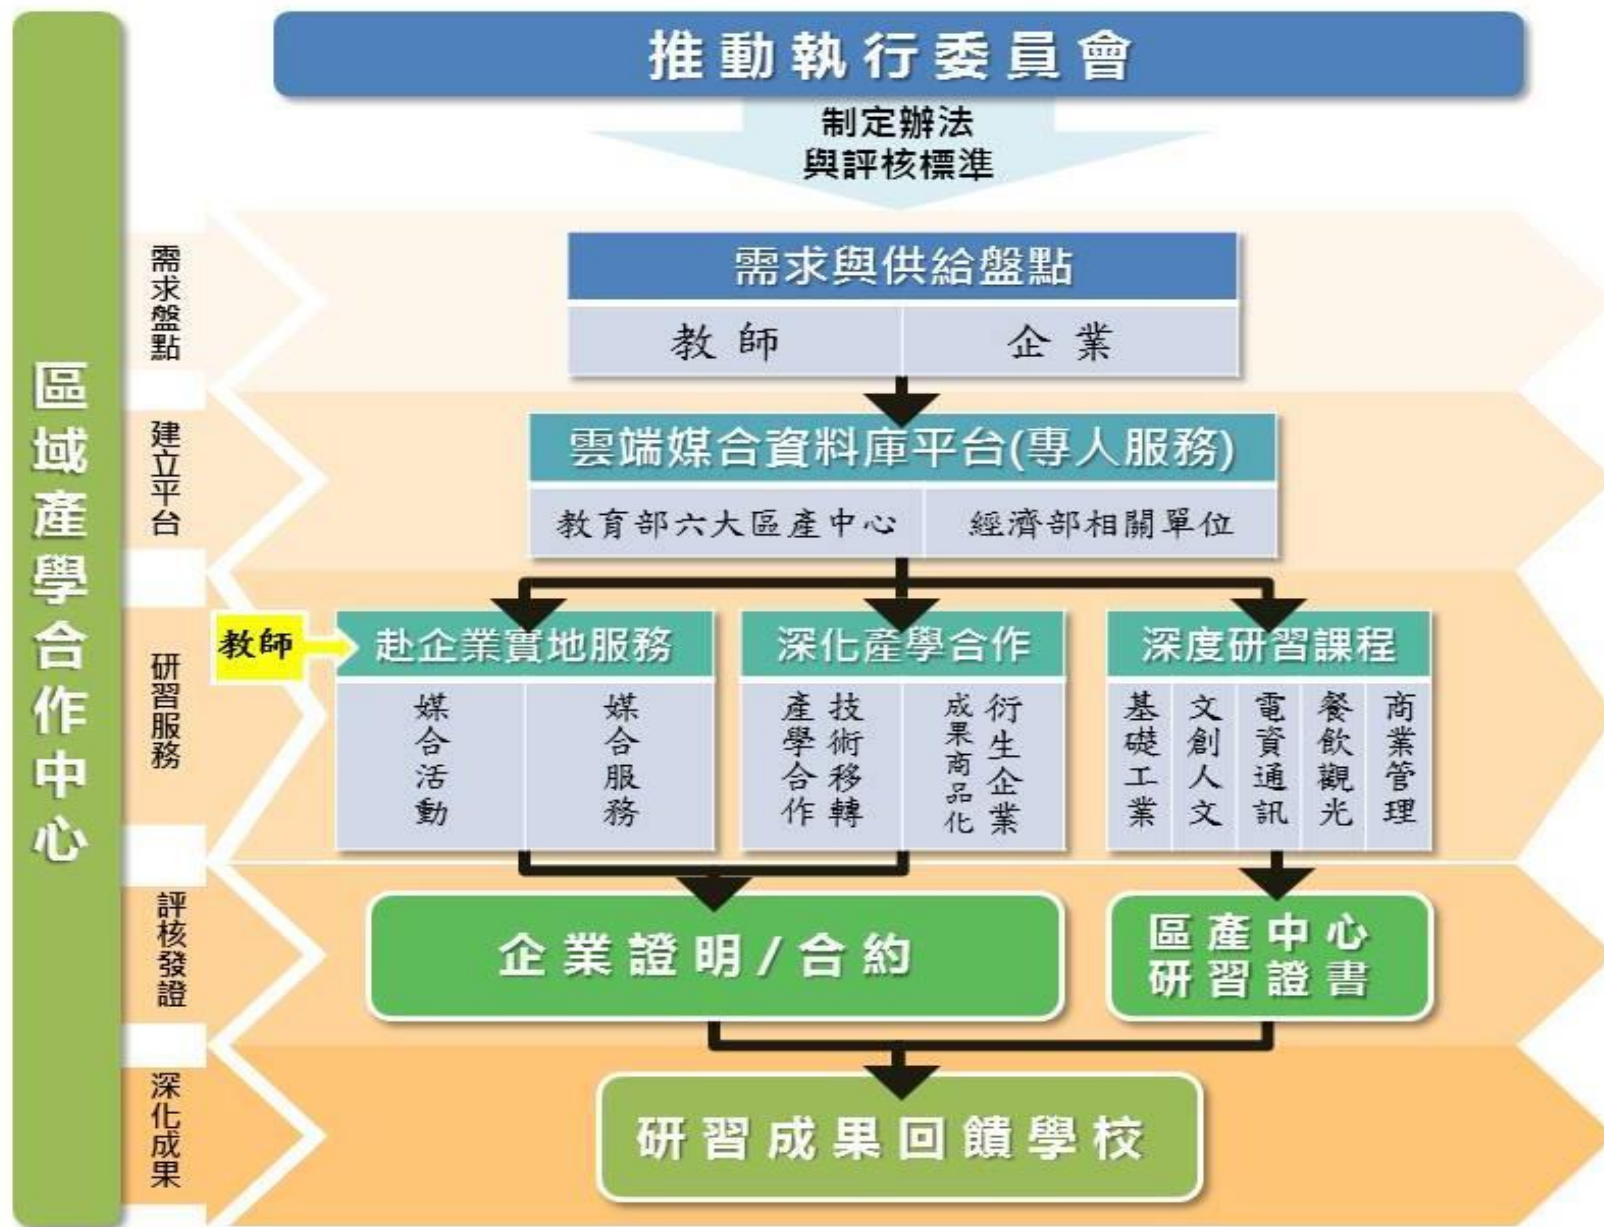 區域產學合作中心
推動執行委員會
制定辦法
與評核標準
需求盤點
需求與供給盤點
教師
企業
建立平台
雲端媒合資料庫平台(專人服務)
教育部六大區產中心
經濟部相關單位
研習服務
教師
赴企業實地服務
媒合活動
媒合服務
深化產學合作
產學合作
技術移轉
成果商品化
衍生企業
深度研習課程
基礎工業
文創人文
電資通訊
餐飲觀光
商業管理
評核發證
企業證明/合約
區產中心
研習證書
深化成果
研習成果回饋學校